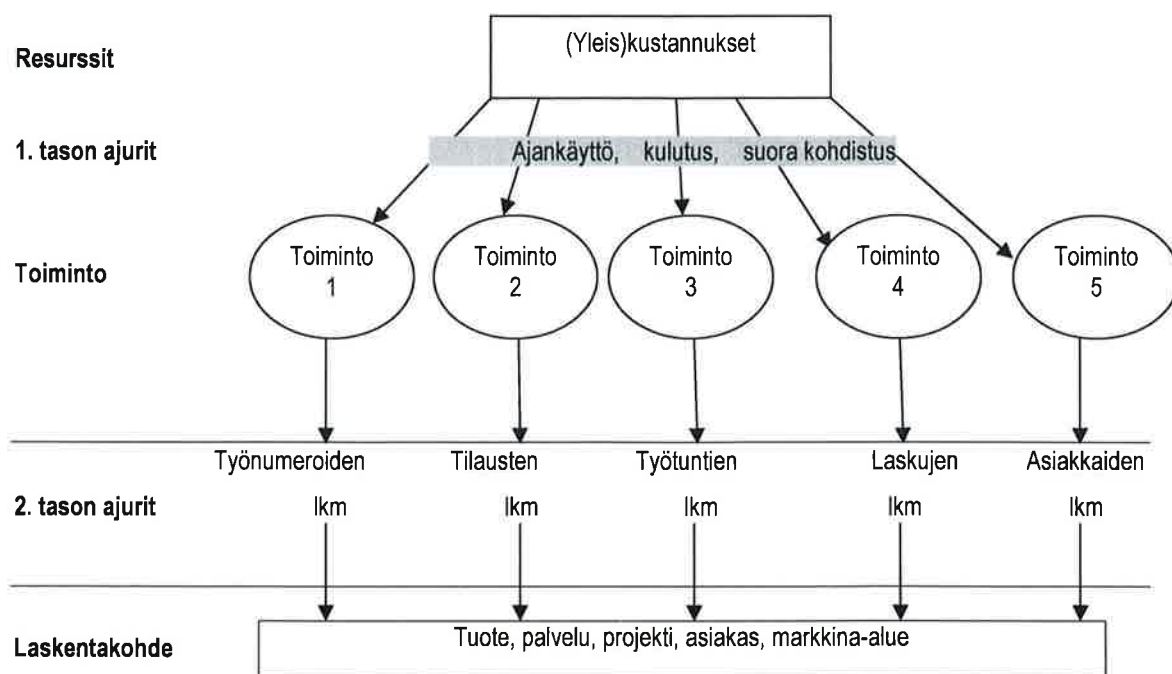 (Yleis)kustannukset
Resurssit
1. tason ajurit
Ajankäyttö, kulutus, suora kohdistus
Toiminto
Toiminto
1
Toiminto
2
Toiminto
3
Toiminto
4
Toiminto
5
Työnumeroiden
Tilausten
Työtuntien
Laskujen
Asiakkaiden
2. tason ajurit
lkm
lkm
lkm
lkm
lkm
Laskentakohde
Tuote, palvelu, projekti, asiakas, markkina-alue